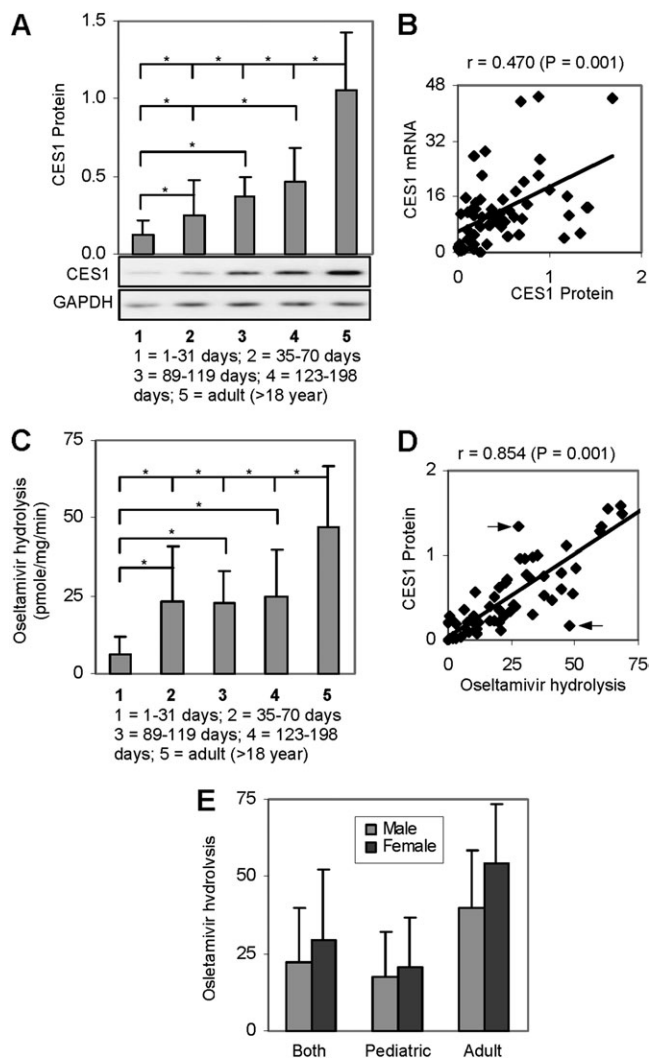 A
1.5
1.0
0.5
0.0
CES1 Protein
* * * *
* *
*
*
CES1
GAPDH
1 2 3 4 5
1 = 1-31 days; 2 = 35-70 days
3 = 89-119 days; 4 = 123-198
days; 5 = adult (>18 year)
B
r = 0.470 (P = 0.001)
48
32
16
0
CES1 mRNA
0 1 2
CES1 Protein
C
75
50
25
0
Oseltamivir hydrolysis
(pmole/mg/min)
* * * *
*
*
*
1 2 3 4 5
1 = 1-31 days; 2 = 35-70 days
3 = 89-119 days; 4 = 123-198
days; 5 = adult (>18 year)
D
r = 0.854 (P = 0.001)
2
1
0
CES1 Protein
0 25 50 75
Oseltamivir hydrolysis
E
75
50
25
0
Osletamivir hydrolysis
Male
Female
Both Pediatric Adult